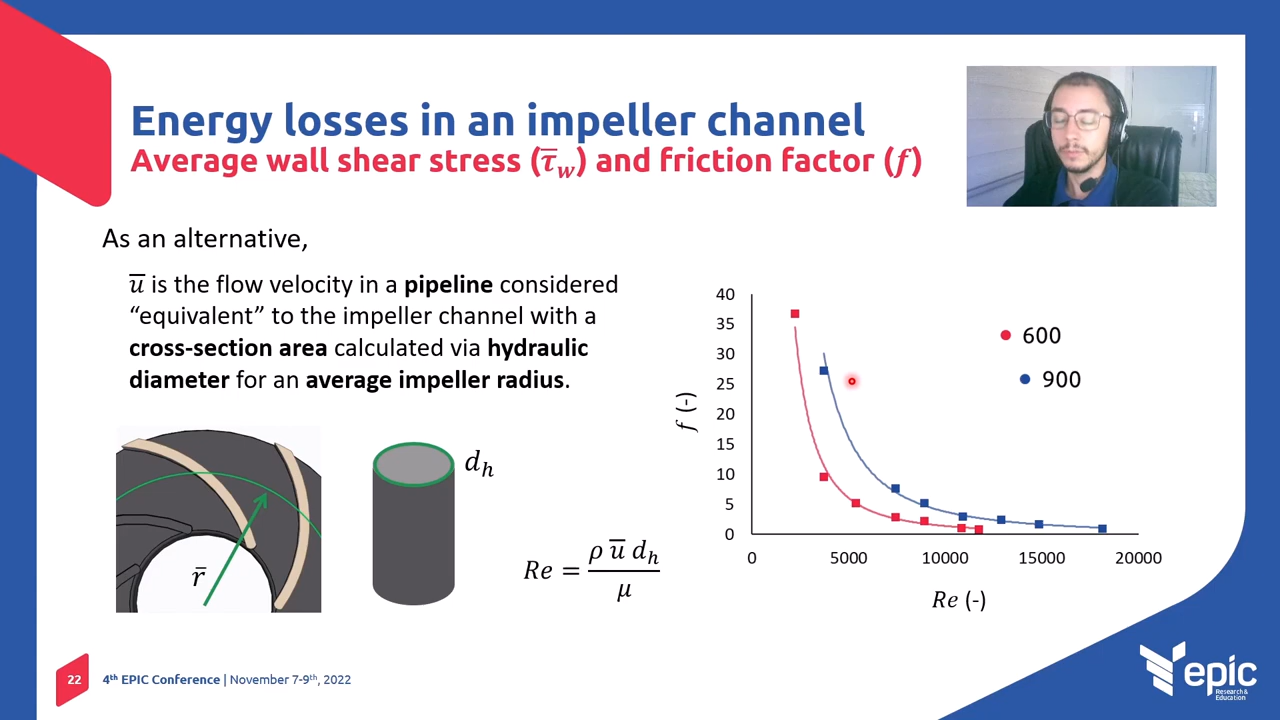 Energy losses in an impeller channel
Average wall shear stress (τ̅w) and friction factor (f)
As an alternative,
u̅ is the flow velocity in a pipeline considered
“equivalent” to the impeller channel with a
cross-section area calculated via hydraulic
diameter for an average impeller radius.
r̅
dh
Re = ρ u̅ dh / μ
f (-)
40
35
30
25
20
15
10
5
0
0 5000 10000 15000 20000
Re (-)
600
900
22
4th EPIC Conference | November 7-9th, 2022
epic
Research &
Education